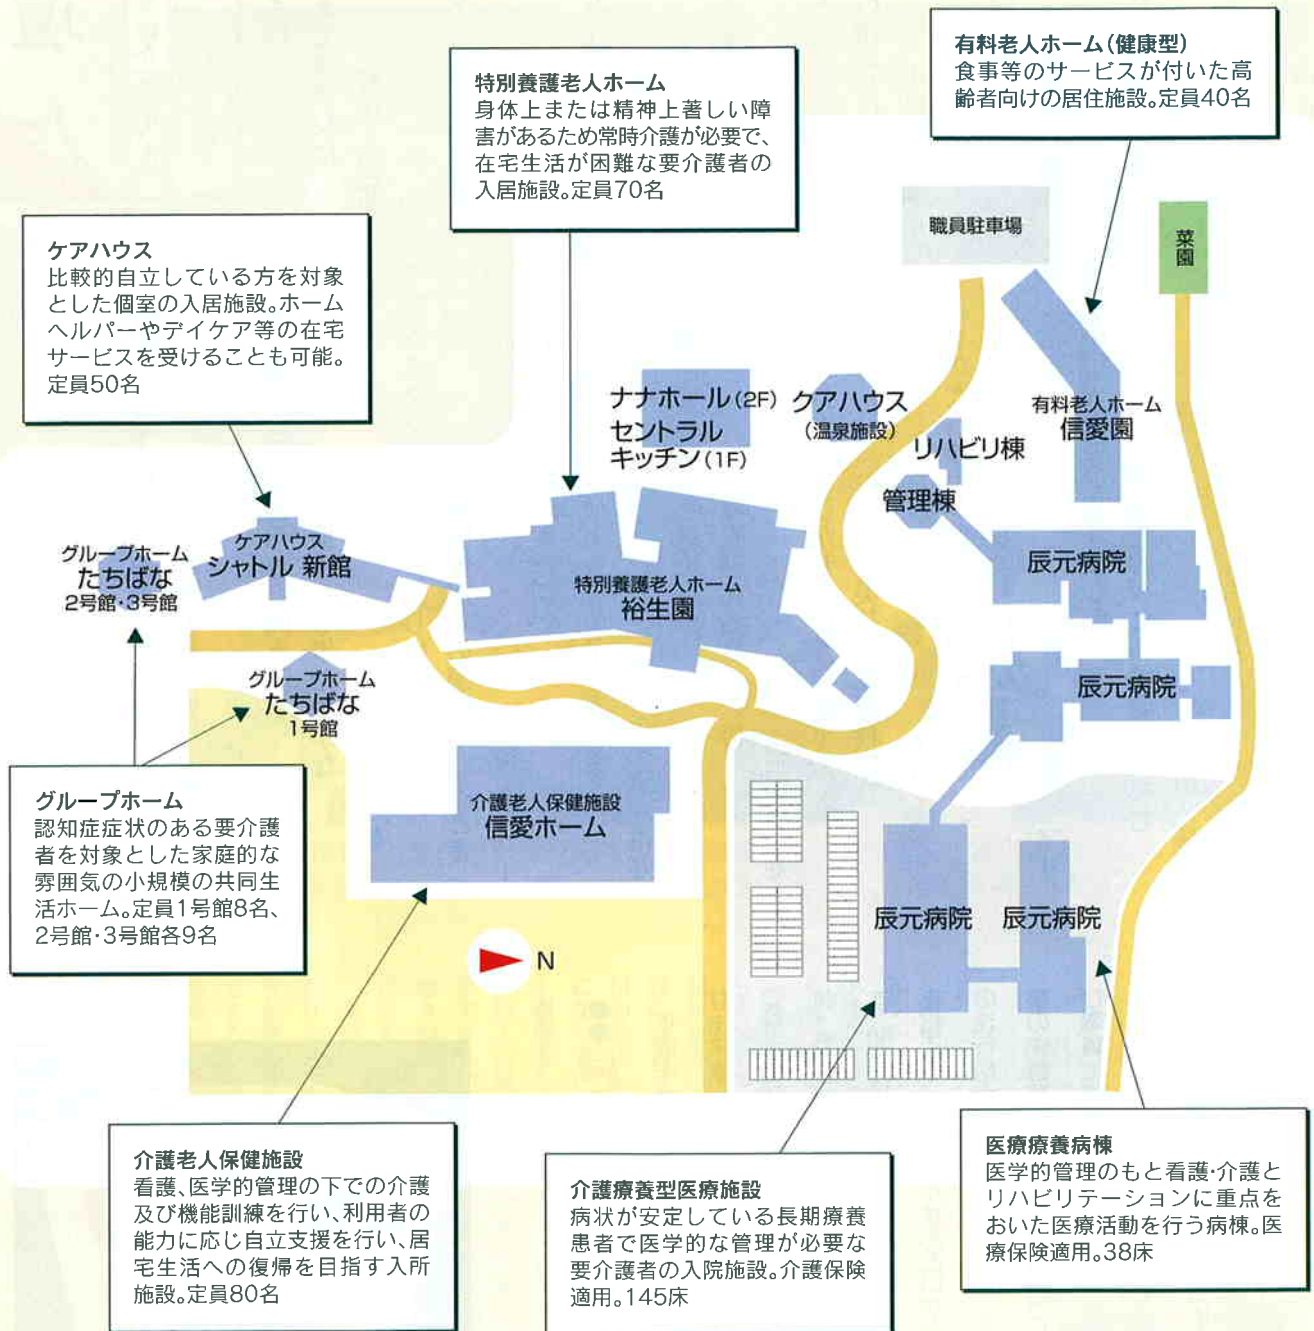 有料老人ホーム(健康型)
食事等のサービスが付いた高
齢者向けの居住施設。定員40名
特別養護老人ホーム
身体上または精神上著しい障
害があるため常時介護が必要で、
在宅生活が困難な要介護者の
入居施設。定員70名
ケアハウス
比較的自立している方を対象
とした個室の入居施設。ホーム
ヘルパーやデイケア等の在宅
サービスを受けることも可能。
定員50名
職員駐車場
菜園
ナナホール(2F)
セントラル
キッチン(1F)
クアハウス
(温泉施設)
有料老人ホーム
信愛園
リハビリ棟
管理棟
辰元病院
グループホーム
たちばな
2号館・3号館
ケアハウス
シャトル 新館
特別養護老人ホーム
裕生園
辰元病院
グループホーム
たちばな
1号館
介護老人保健施設
信愛ホーム
グループホーム
認知症症状のある要介護
者を対象とした家庭的な
雰囲気の小規模の共同生
活ホーム。定員1号館8名、
2号館・3号館各9名
辰元病院
辰元病院
N
介護老人保健施設
看護、医学的管理の下での介護
及び機能訓練を行い、利用者の
能力に応じ自立支援を行い、居
宅生活への復帰を目指す入所
施設。定員80名
介護療養型医療施設
病状が安定している長期療養
患者で医学的な管理が必要な
要介護者の入院施設。介護保険
適用。145床
医療療養病棟
医学的管理のもと看護・介護と
リハビリテーションに重点を
おいた医療活動を行う病棟。医
療保険適用。38床